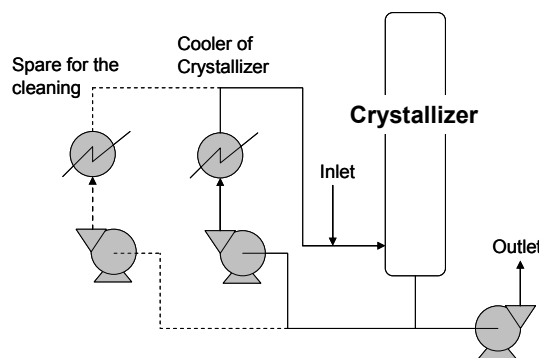 Spare for the
cleaning
Cooler of
Crystallizer
Crystallizer
Inlet
Outlet